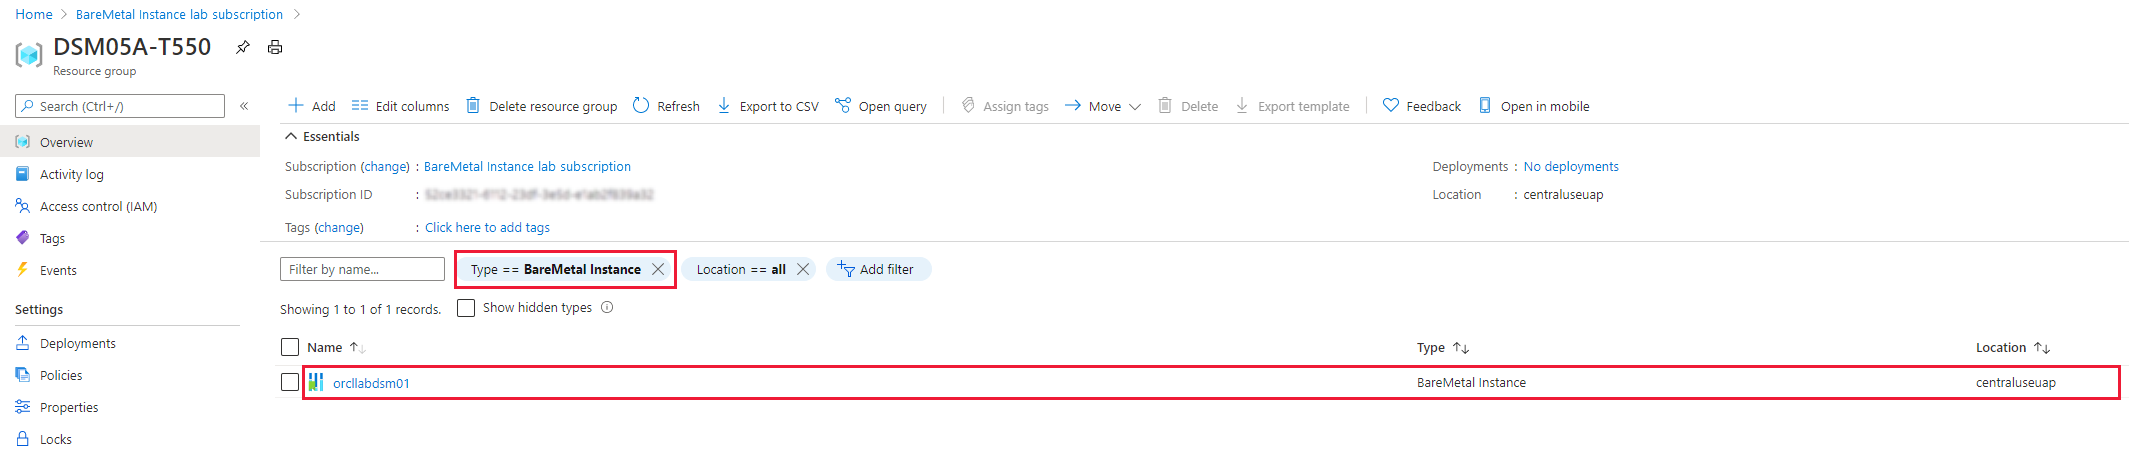 Home > BareMetal Instance lab subscription >
DSM05A-T550
Resource group
Search (Ctrl+/) «
Overview
Activity log
Access control (IAM)
Tags
Events
Settings
Deployments
Policies
Properties
Locks
Add Edit columns Delete resource group Refresh Export to CSV Open query Assign tags Move Delete Export template Feedback Open in mobile
Essentials
Subscription (change) : BareMetal Instance lab subscription
Deployments : No deployments
Subscription ID :
Location : centraluseuap
Tags (change) : Click here to add tags
Filter by name... Type == BareMetal Instance Location == all Add filter
Showing 1 to 1 of 1 records. Show hidden types
Name Type Location
orcllabdsm01 BareMetal Instance centraluseuap